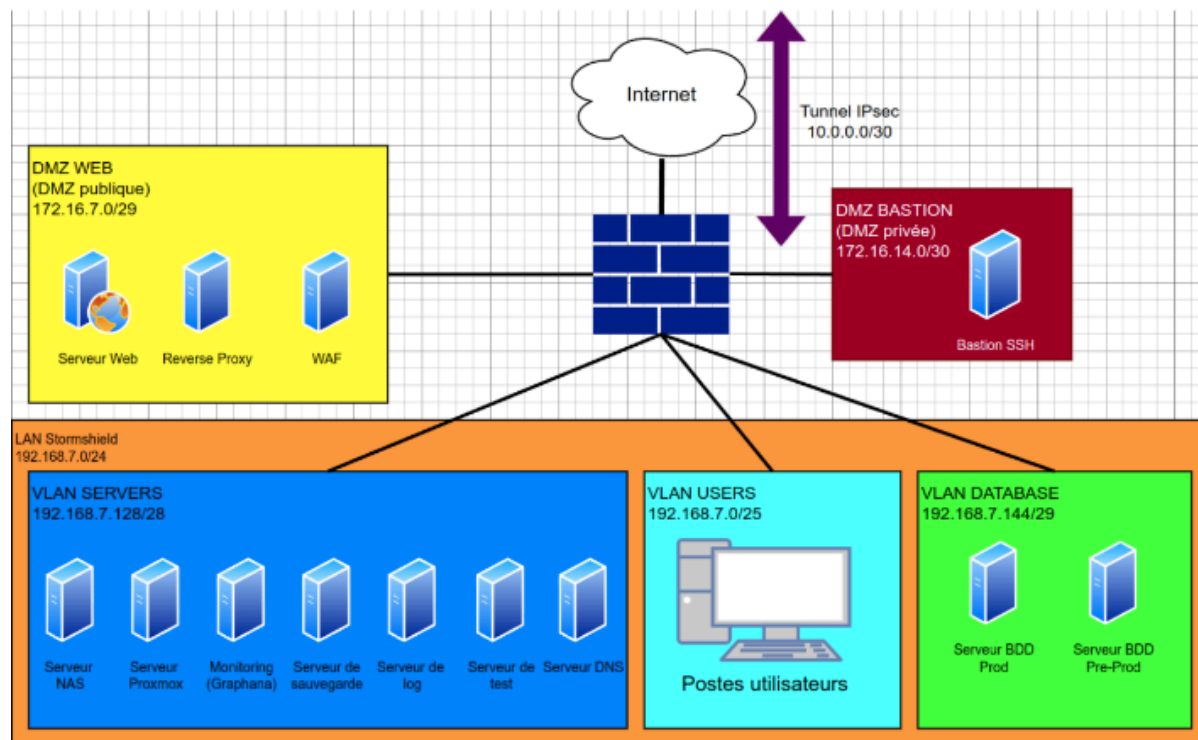 Internet
Tunnel IPsec
10.0.0.0/30
DMZ WEB
(DMZ publique)
172.16.7.0/29
Serveur Web
Reverse Proxy
WAF
DMZ BASTION
(DMZ privée)
172.16.14.0/30
Bastion SSH
LAN Stormshield
192.168.7.0/24
VLAN SERVERS
192.168.7.128/28
Serveur
NAS
Serveur
Proxmox
Monitoring
(Graphana)
Serveur de
sauvegarde
Serveur de
log
Serveur de
test
Serveur DNS
VLAN USERS
192.168.7.0/25
Postes utilisateurs
VLAN DATABASE
192.168.7.144/29
Serveur BDD
Prod
Serveur BDD
Pre-Prod